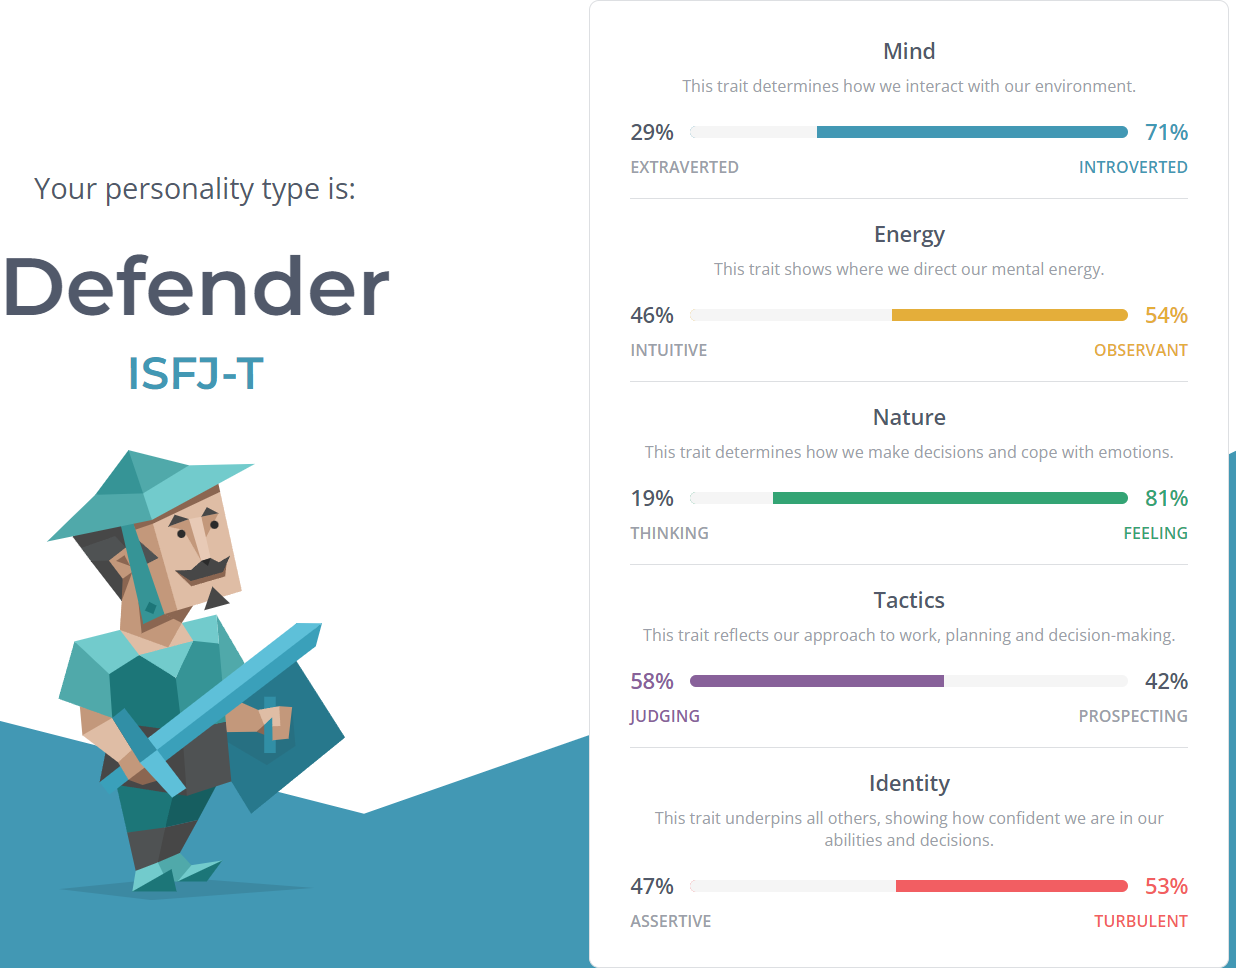 Your personality type is:
Defender
ISFJ-T
Mind
This trait determines how we interact with our environment.
29% 71%
EXTRAVERTED INTROVERTED
Energy
This trait shows where we direct our mental energy.
46% 54%
INTUITIVE OBSERVANT
Nature
This trait determines how we make decisions and cope with emotions.
19% 81%
THINKING FEELING
Tactics
This trait reflects our approach to work, planning and decision-making.
58% 42%
JUDGING PROSPECTING
Identity
This trait underpins all others, showing how confident we are in our
abilities and decisions.
47% 53%
ASSERTIVE TURBULENT